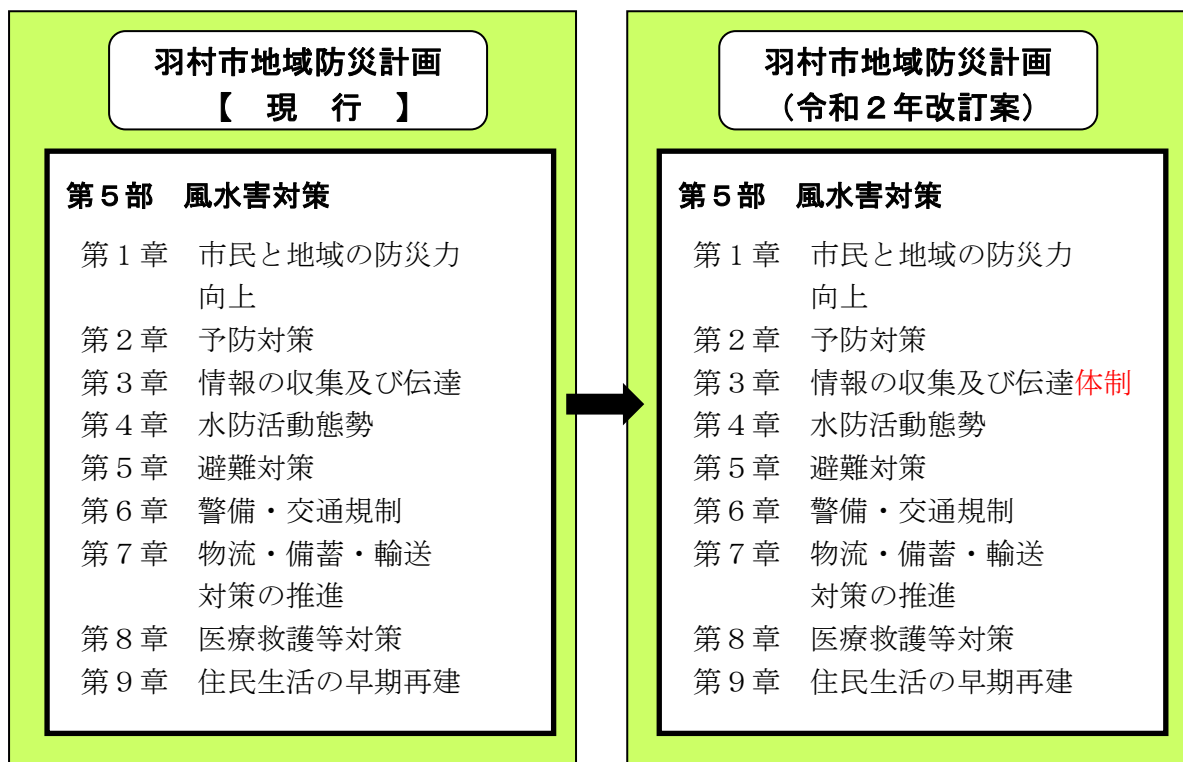 羽村市地域防災計画
【 現 行 】
第5部 風水害対策
第1章 市民と地域の防災力
向上
第2章 予防対策
第3章 情報の収集及び伝達
第4章 水防活動態勢
第5章 避難対策
第6章 警備・交通規制
第7章 物流・備蓄・輸送
対策の推進
第8章 医療救護等対策
第9章 住民生活の早期再建
羽村市地域防災計画
(令和2年改訂案)
第5部 風水害対策
第1章 市民と地域の防災力
向上
第2章 予防対策
第3章 情報の収集及び伝達体制
第4章 水防活動態勢
第5章 避難対策
第6章 警備・交通規制
第7章 物流・備蓄・輸送
対策の推進
第8章 医療救護等対策
第9章 住民生活の早期再建